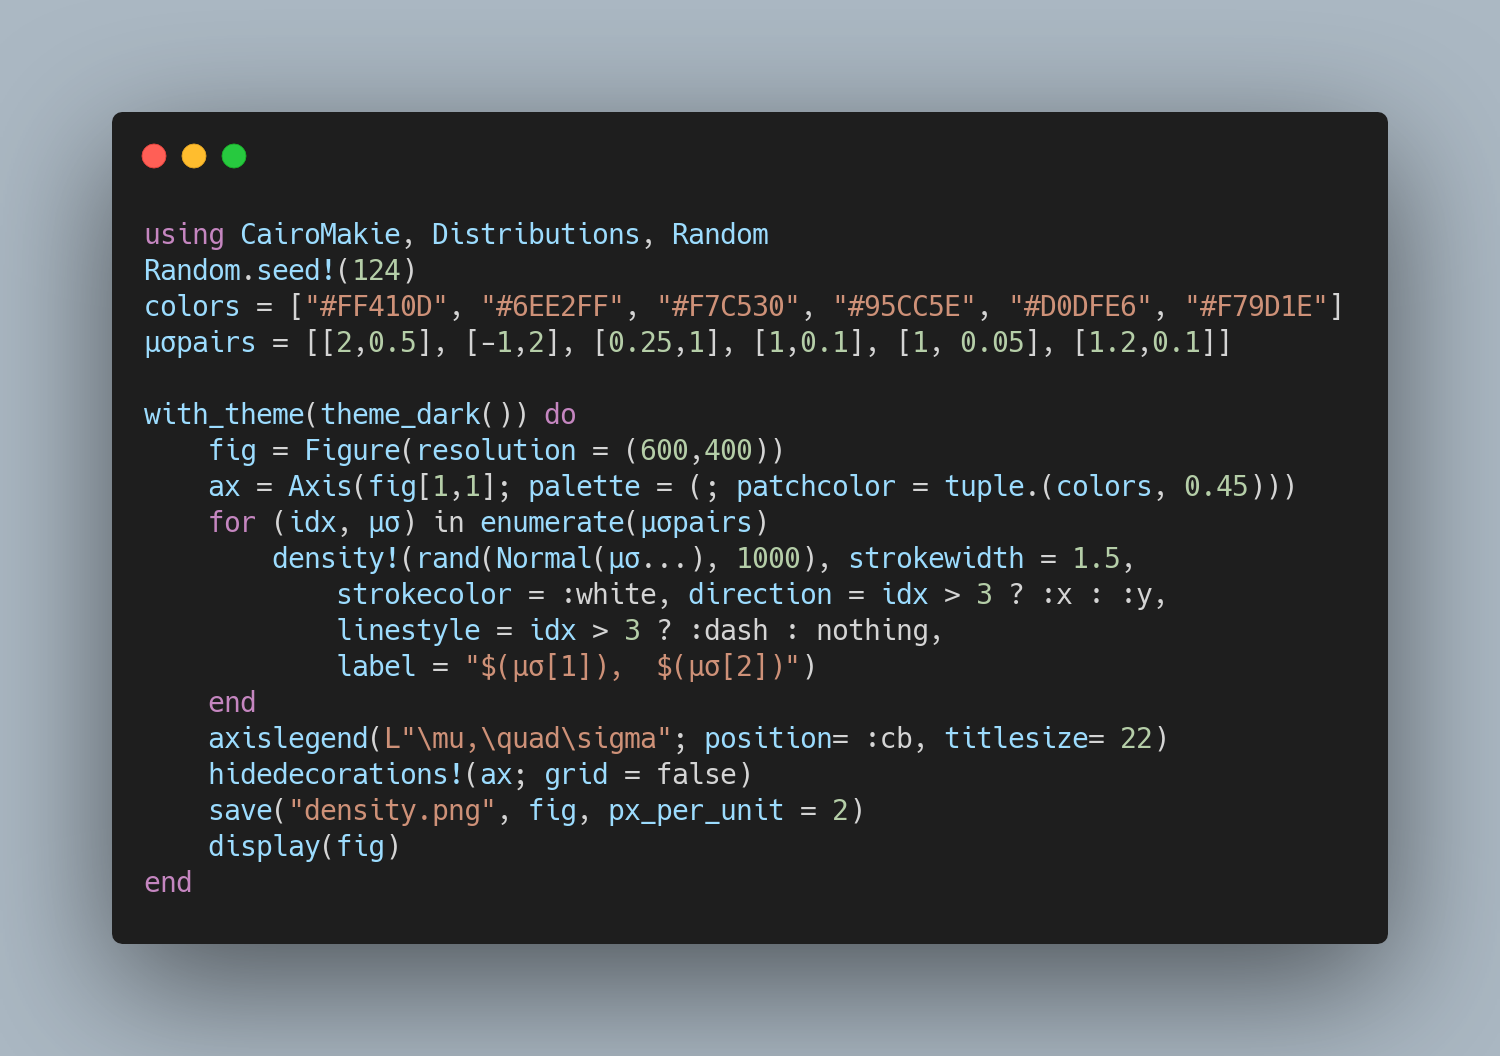 using CairoMakie, Distributions, Random
Random.seed!(124)
colors = ["#FF410D", "#6EE2FF", "#F7C530", "#95CC5E", "#D0DFE6", "#F79D1E"]
μσpairs = [[2,0.5], [-1,2], [0.25,1], [1,0.1], [1, 0.05], [1.2,0.1]]

with_theme(theme_dark()) do
    fig = Figure(resolution = (600,400))
    ax = Axis(fig[1,1]; palette = (; patchcolor = tuple.(colors, 0.45)))
    for (idx, μσ) in enumerate(μσpairs)
        density!(rand(Normal(μσ...), 1000), strokewidth = 1.5,
            strokecolor = :white, direction = idx > 3 ? :x : :y,
            linestyle = idx > 3 ? :dash : nothing,
            label = "$(μσ[1]),  $(μσ[2])")
    end
    axislegend(L"\mu,\quad\sigma"; position= :cb, titlesize= 22)
    hidedecorations!(ax; grid = false)
    save("density.png", fig, px_per_unit = 2)
    display(fig)
end